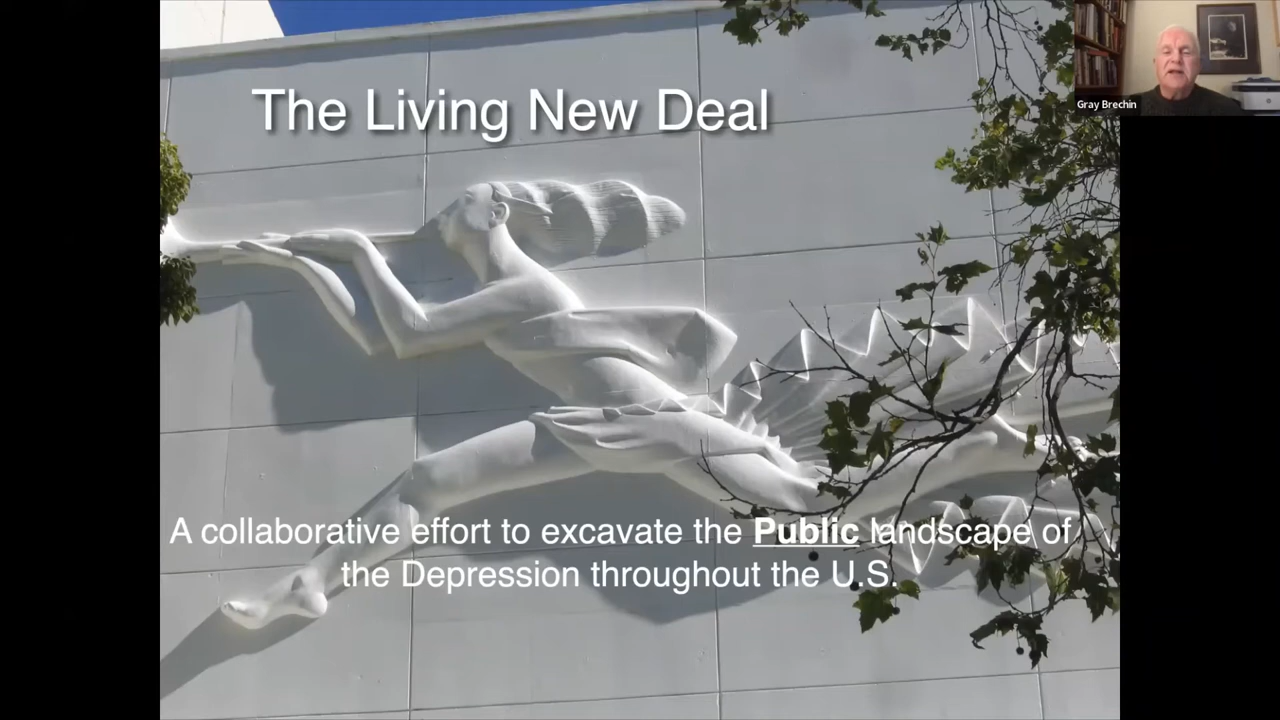 The Living New Deal
Gray Brechin
A collaborative effort to excavate the Public landscape of
the Depression throughout the U.S.